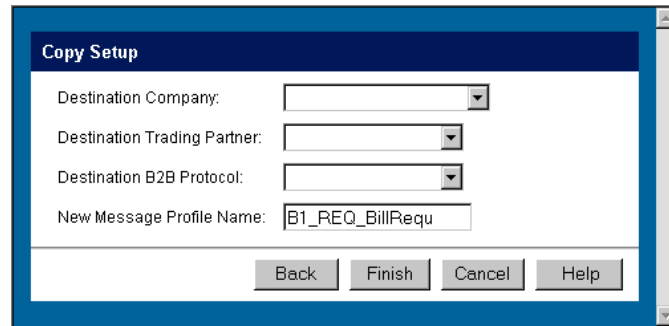 Copy Setup
Destination Company:
Destination Trading Partner:
Destination B2B Protocol:
New Message Profile Name: B1_REQ_BillRequ
Back Finish Cancel Help